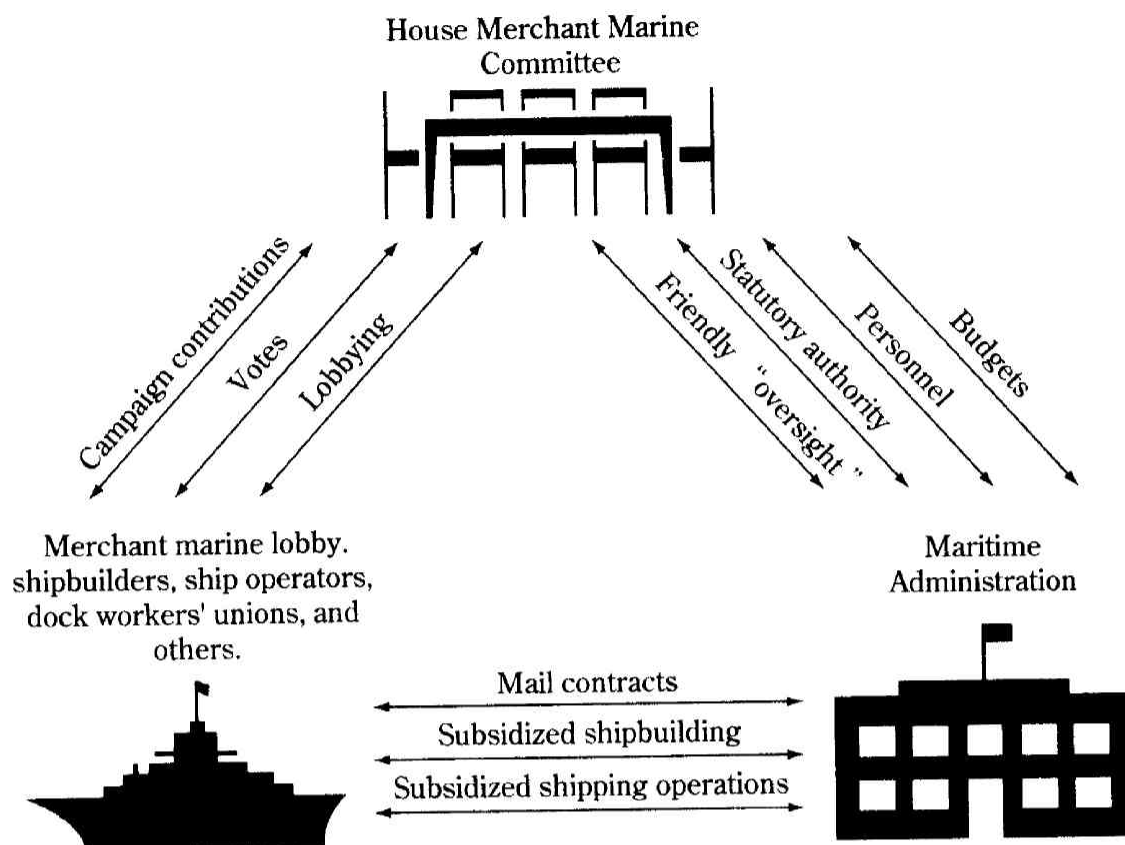 House Merchant Marine
Committee
Campaign contributions
Votes
Lobbying
Friendly "oversight"
Statutory authority
Personnel
Budgets
Merchant marine lobby.
shipbuilders, ship operators,
dock workers' unions, and
others.
Maritime
Administration
Mail contracts
Subsidized shipbuilding
Subsidized shipping operations